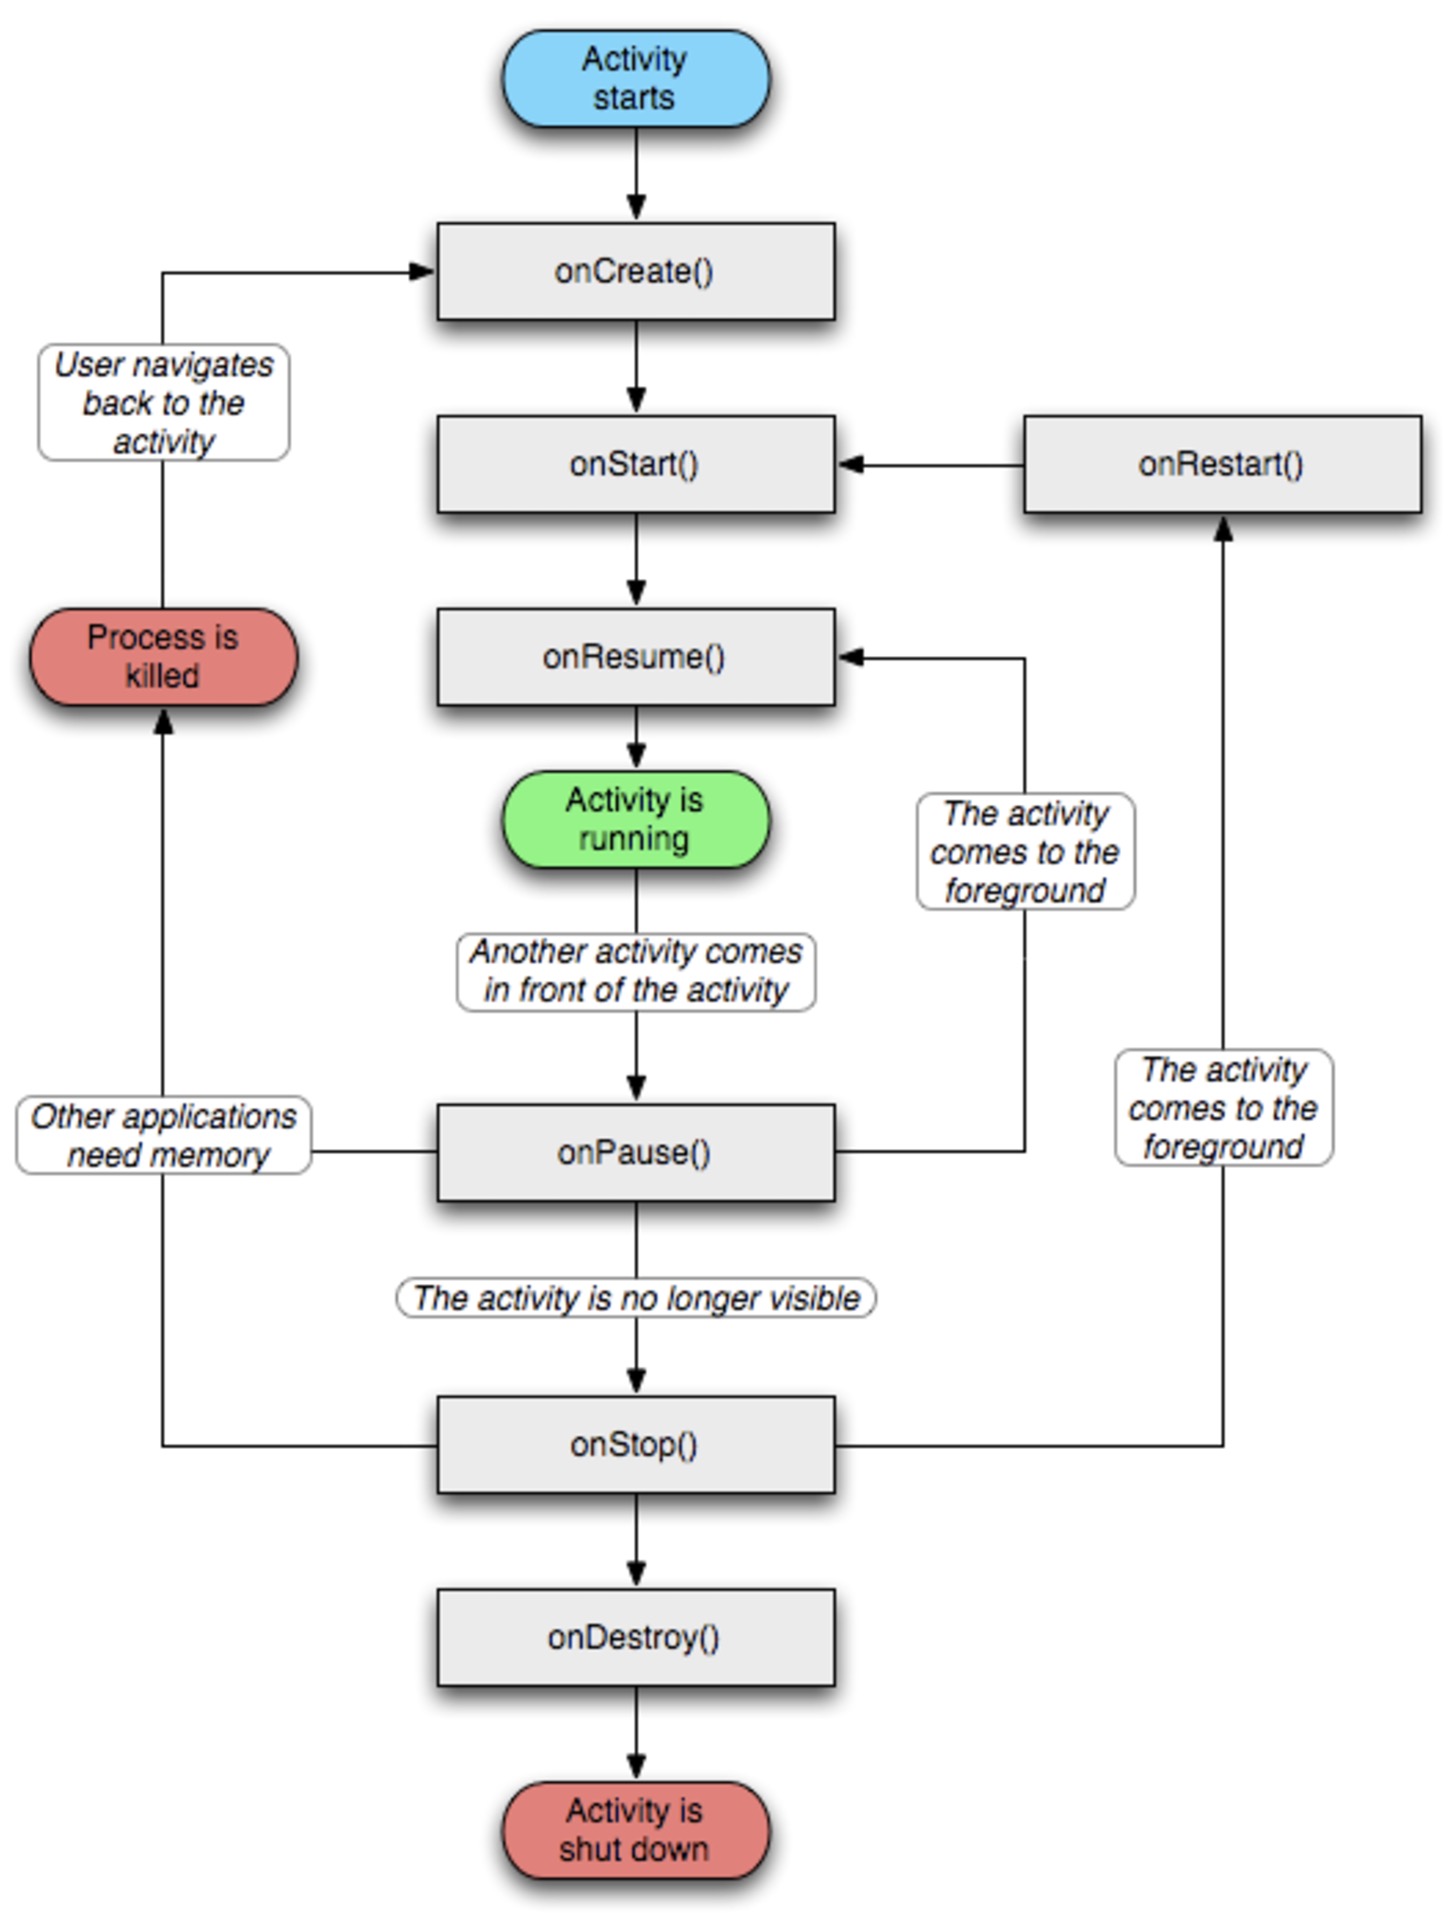 Activity
starts
onCreate()
User navigates
back to the
activity
onStart()
onRestart()
Process is
killed
onResume()
Activity is
running
The activity
comes to the
foreground
Another activity comes
in front of the activity
The activity
comes to the
foreground
Other applications
need memory
onPause()
The activity is no longer visible
onStop()
onDestroy()
Activity is
shut down